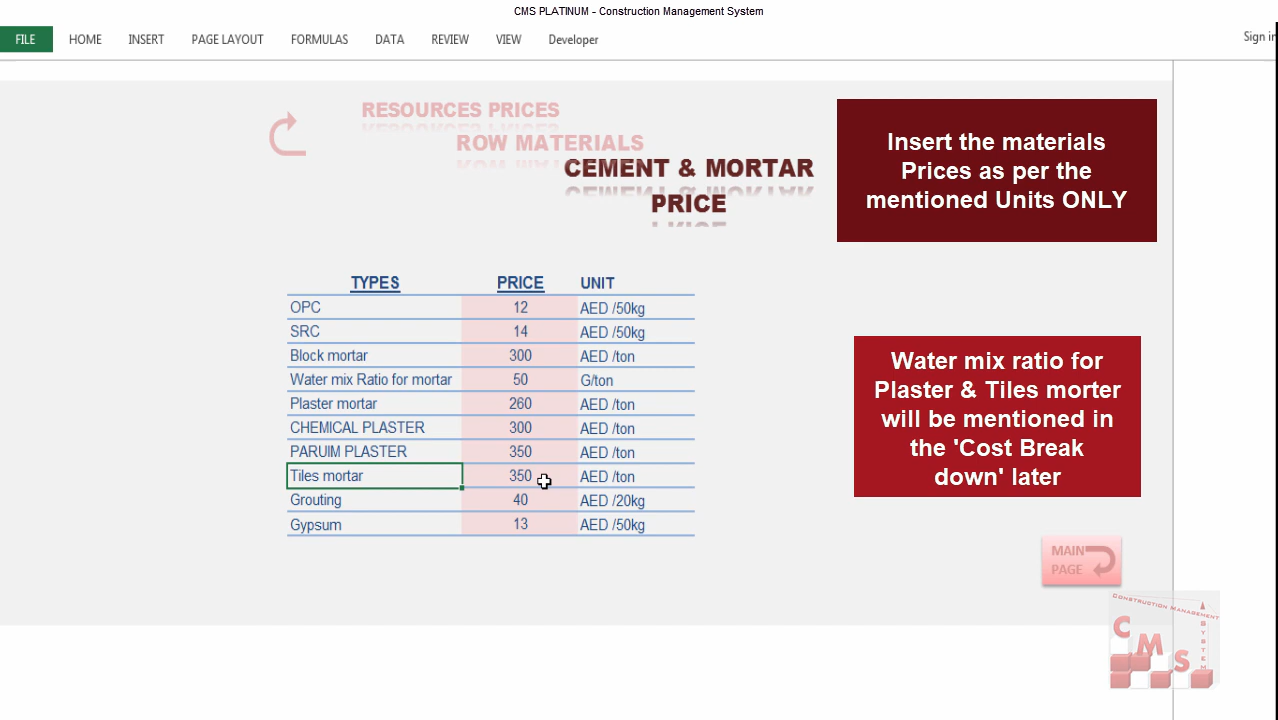 CMS PLATINUM - Construction Management System
FILE HOME INSERT PAGE LAYOUT FORMULAS DATA REVIEW VIEW Developer Sign in
RESOURCES PRICES
ROW MATERIALS
CEMENT & MORTAR
PRICE
Insert the materials
Prices as per the
mentioned Units ONLY
TYPES PRICE UNIT
OPC 12 AED /50kg
SRC 14 AED /50kg
Block mortar 300 AED /ton
Water mix Ratio for mortar 50 G/ton
Plaster mortar 260 AED /ton
CHEMICAL PLASTER 300 AED /ton
PARUIM PLASTER 350 AED /ton
Tiles mortar 350 AED /ton
Grouting 40 AED /20kg
Gypsum 13 AED /50kg
Water mix ratio for
Plaster & Tiles morter
will be mentioned in
the 'Cost Break
down' later
MAIN
PAGE
CONSTRUCTION MANAGEMENT
SYSTEM
CMS